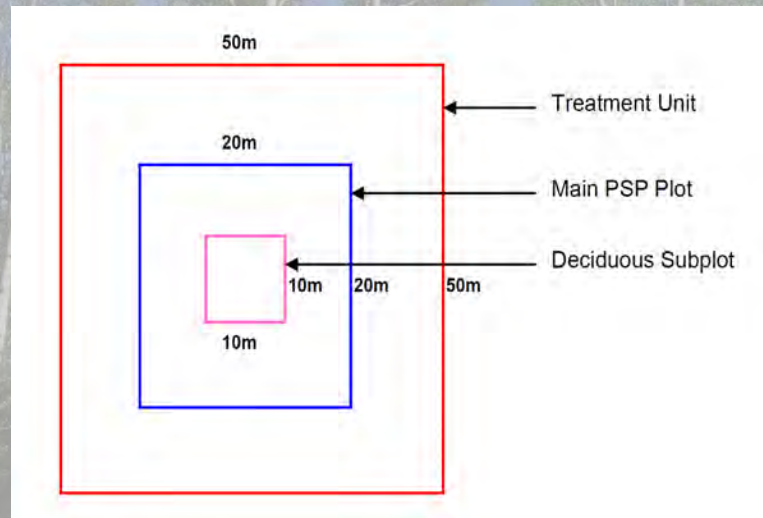 50m
Treatment Unit
20m
Main PSP Plot
Deciduous Subplot
10m 20m 50m
10m